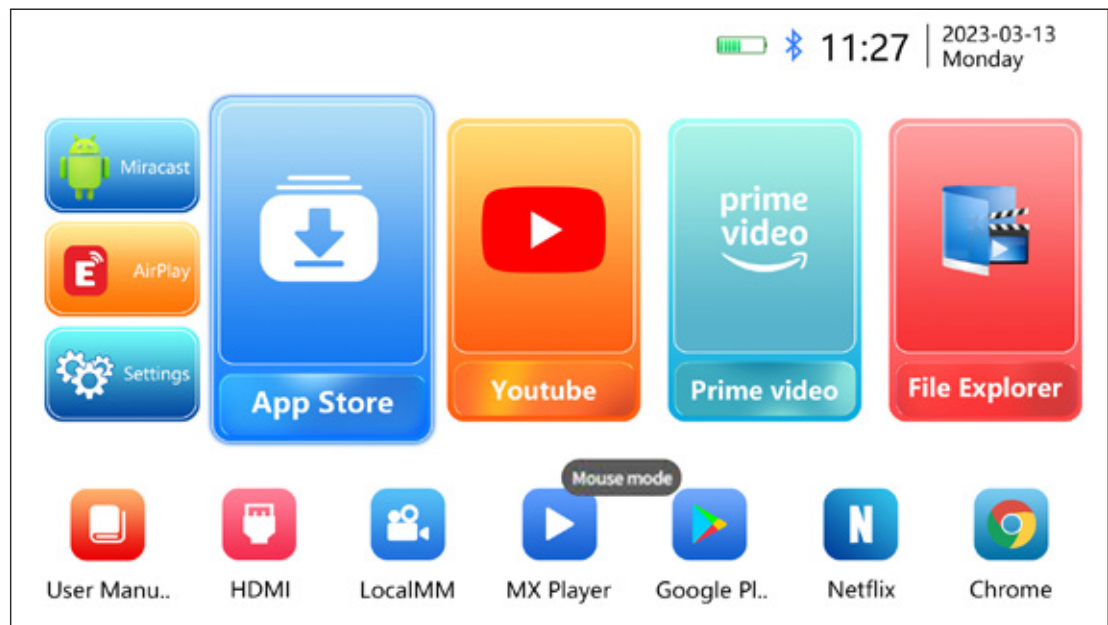 11:27
2023-03-13
Monday
Miracast
E
AirPlay
Settings
App Store
Youtube
prime
video
Prime video
File Explorer
Mouse mode
N
User Manu..
HDMI
LocalMM
MX Player
Google Pl..
Netflix
Chrome